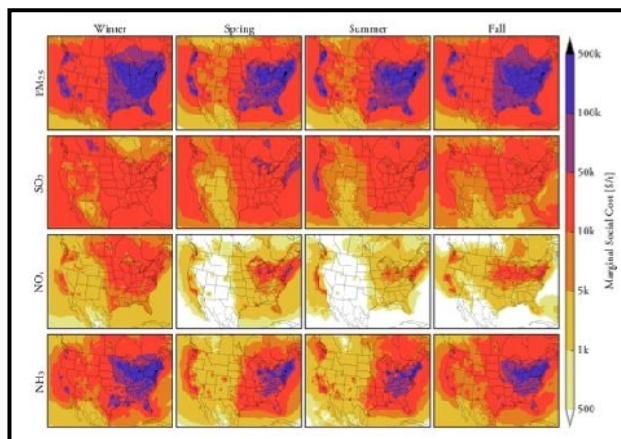 Winter Spring Summer Fall
PM2.5
SO2
NOx
NH3
500k
100k
50k
10k
5k
1k
500
Marginal Social Cost [$/t]